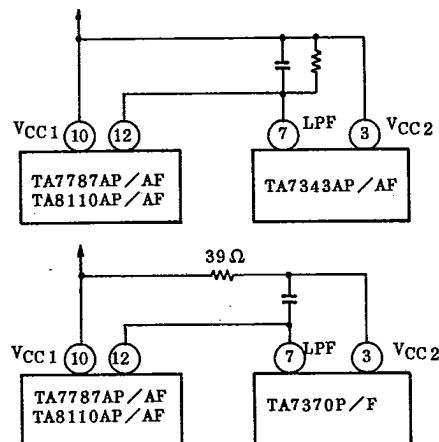 VCC1 10 12 7 LPF 3 VCC2
TA7787AP/AF
TA8110AP/AF
TA7343AP/AF
39Ω
VCC1 10 12 7 LPF 3 VCC2
TA7787AP/AF
TA8110AP/AF
TA7370P/F